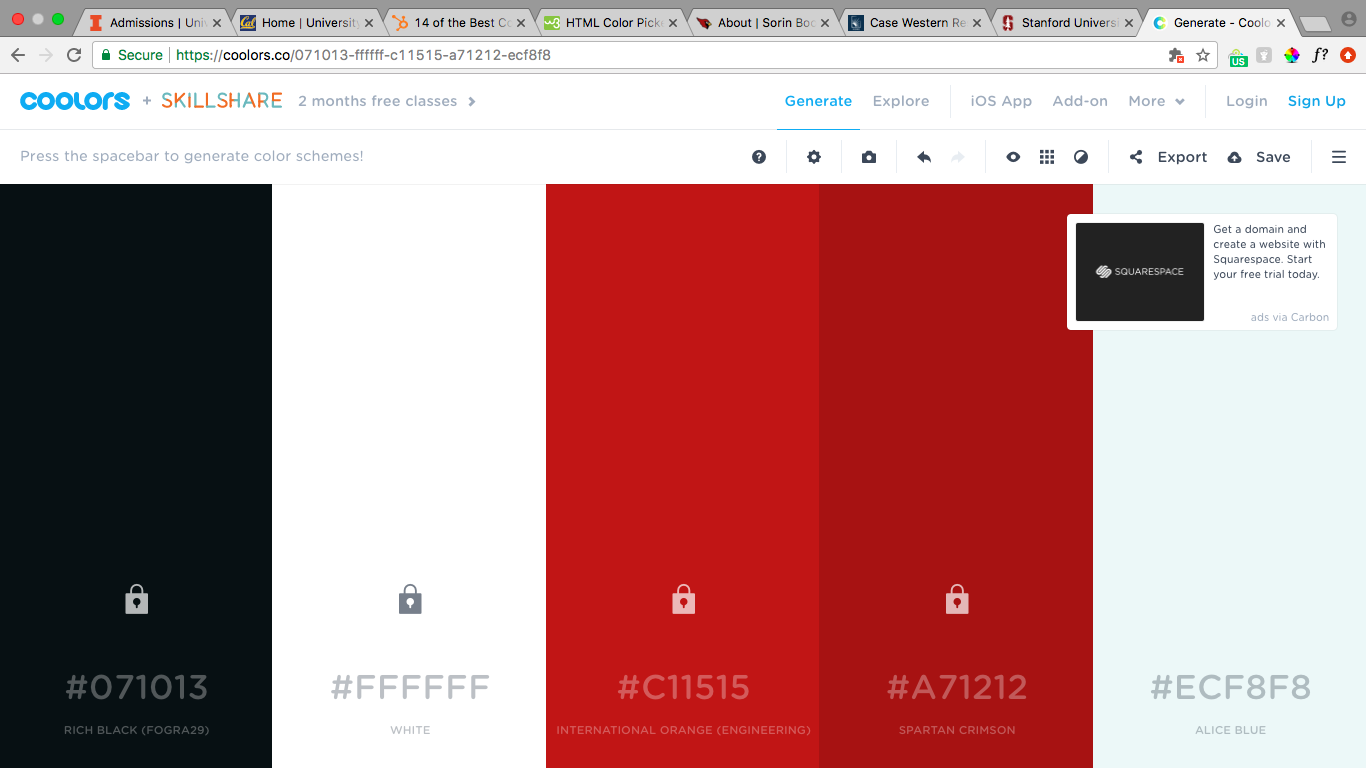 Admissions | Univ
Home | University
14 of the Best Co
HTML Color Picke
About | Sorin Boo
Case Western Re
Stanford Universi
Generate - Coolo
Secure
https://coolors.co/071013-ffffff-c11515-a71212-ecf8f8
US
f?
COOLORS + SKILLSHARE 2 months free classes
Generate Explore iOS App Add-on More Login Sign Up
Press the spacebar to generate color schemes!
Export Save
Get a domain and
create a website with
Squarespace. Start
your free trial today.
SQUARESPACE
ads via Carbon
#071013 #FFFFFF #C11515 #A71212 #ECF8F8
RICH BLACK (FOGRA29) WHITE INTERNATIONAL ORANGE (ENGINEERING) SPARTAN CRIMSON ALICE BLUE